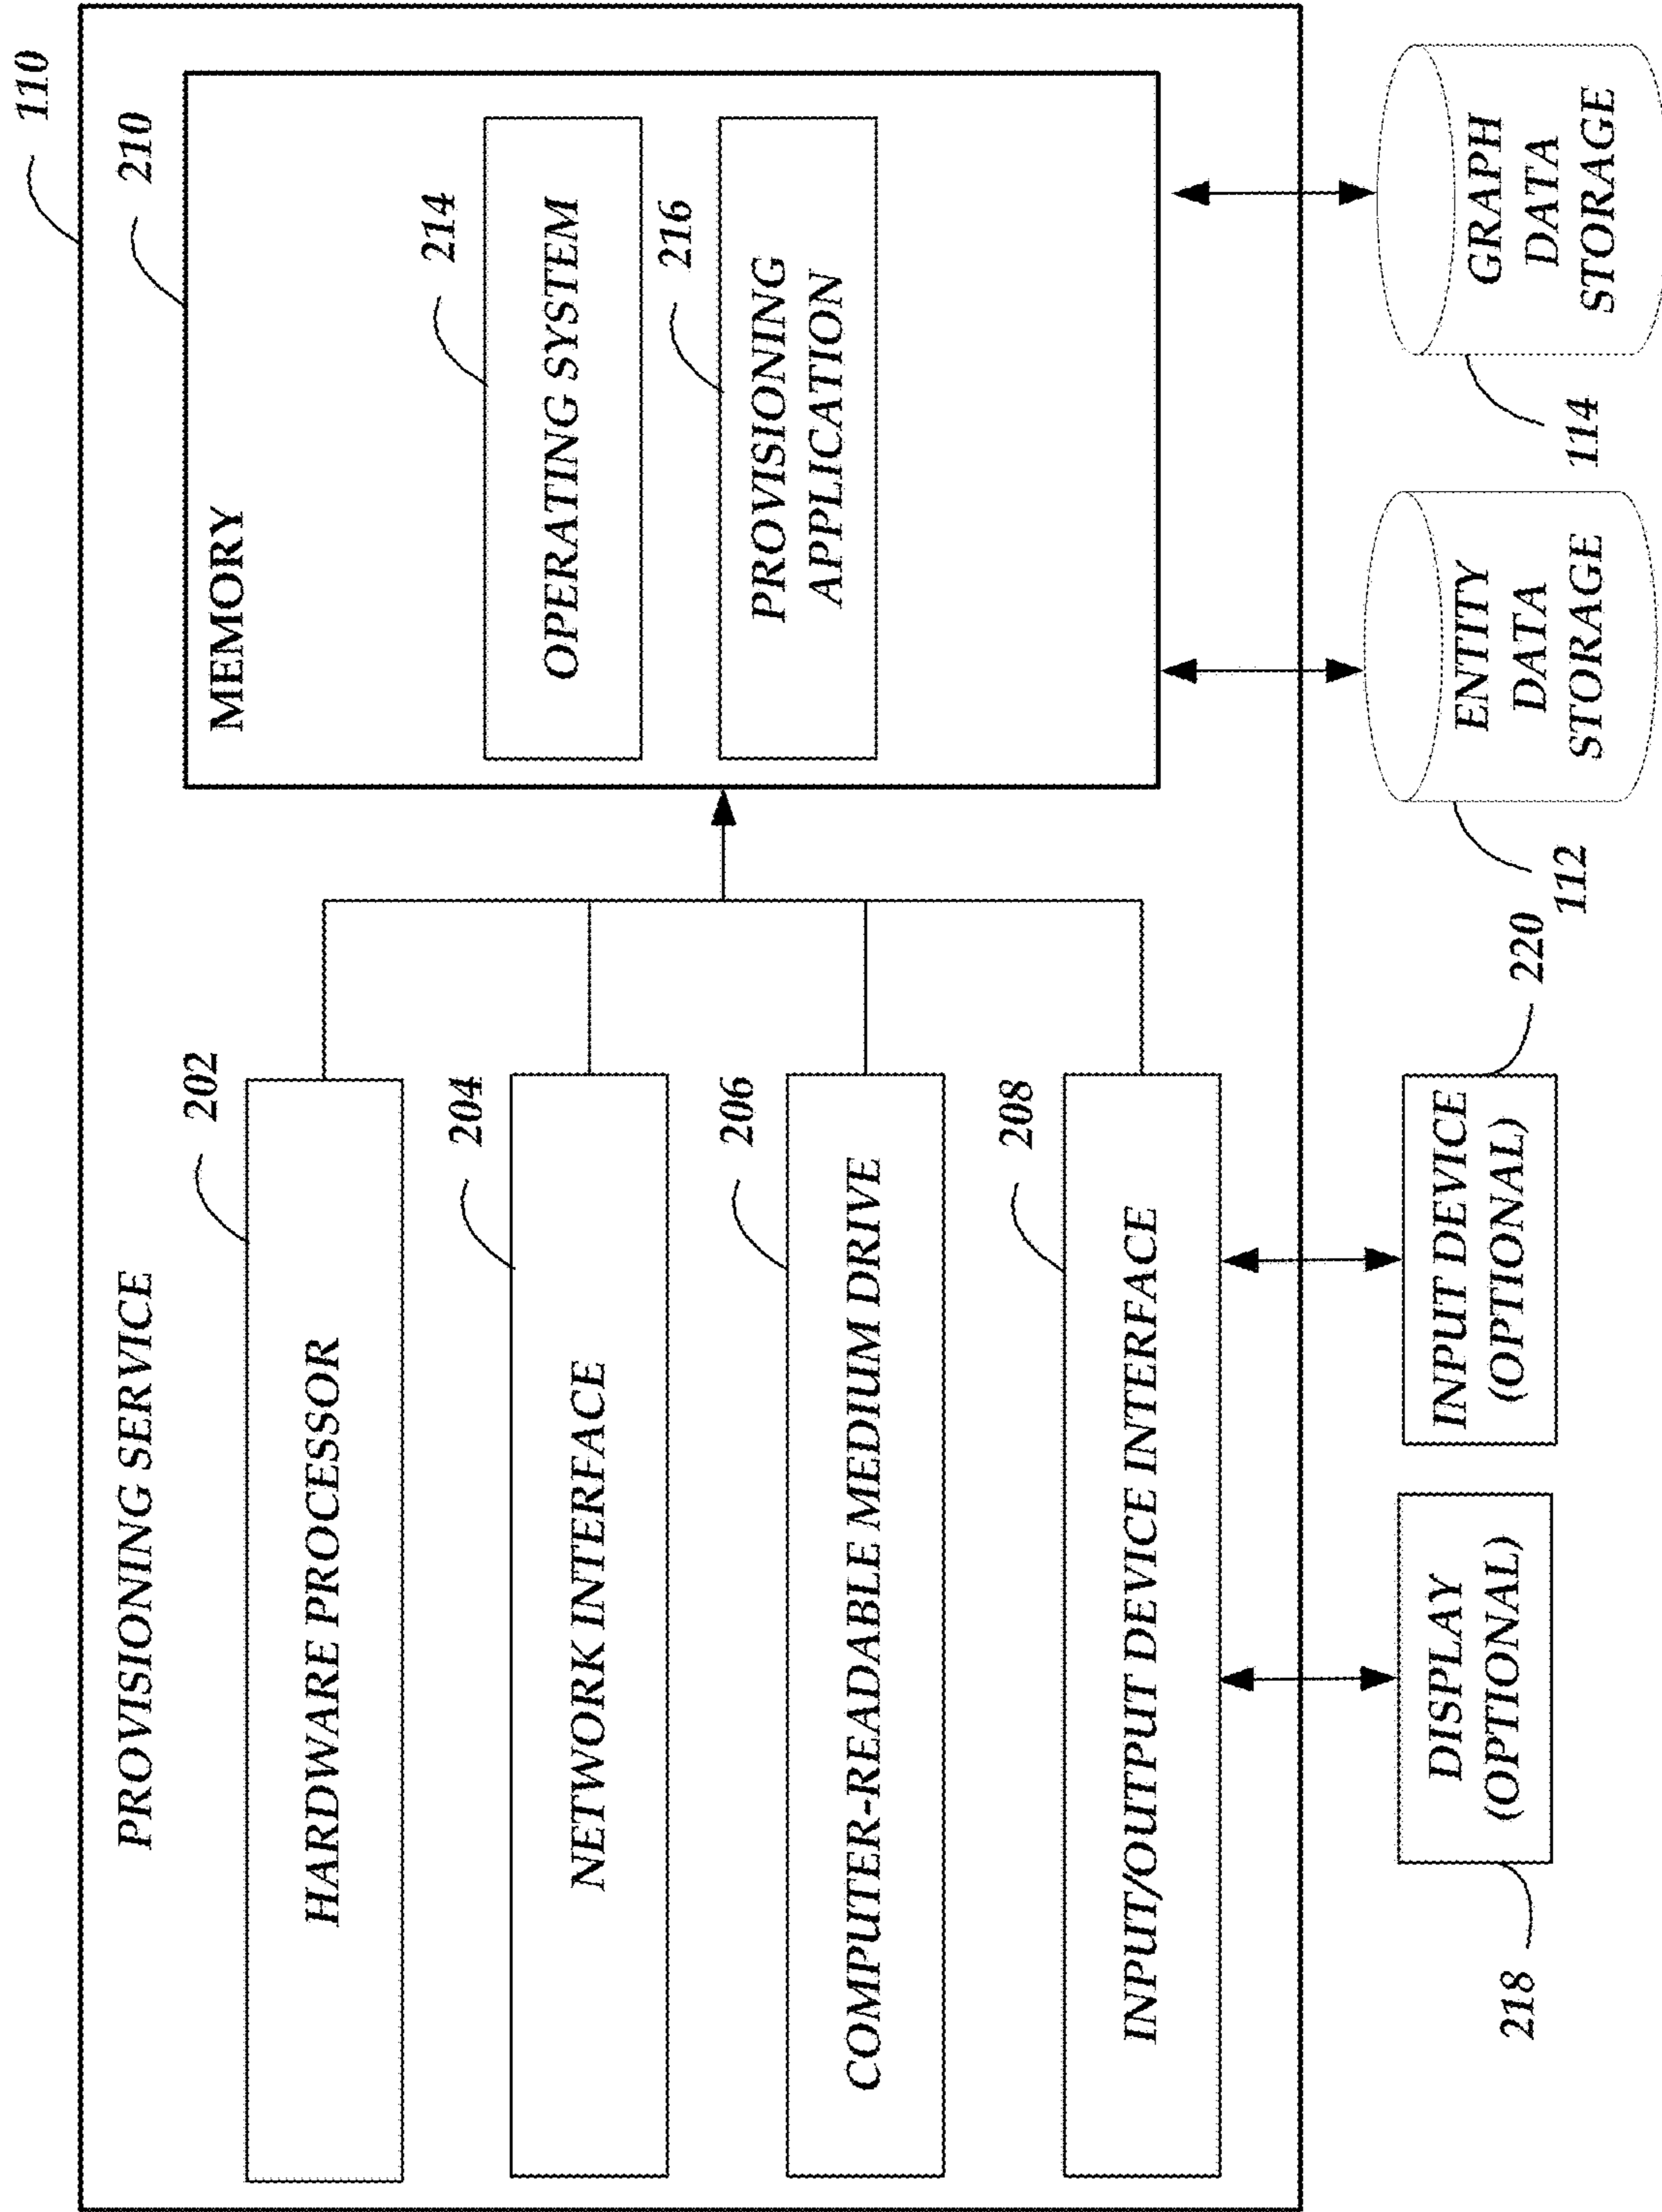 110
PROVISIONING SERVICE
210
202
HARDWARE PROCESSOR
MEMORY
204
NETWORK INTERFACE
214
OPERATING SYSTEM
206
COMPUTER-READABLE MEDIUM DRIVE
216
PROVISIONING
APPLICATION
208
INPUT/OUTPUT DEVICE INTERFACE
218
DISPLAY
(OPTIONAL)
INPUT DEVICE
(OPTIONAL)
220
112
ENTITY
DATA
STORAGE
114
GRAPH
DATA
STORAGE